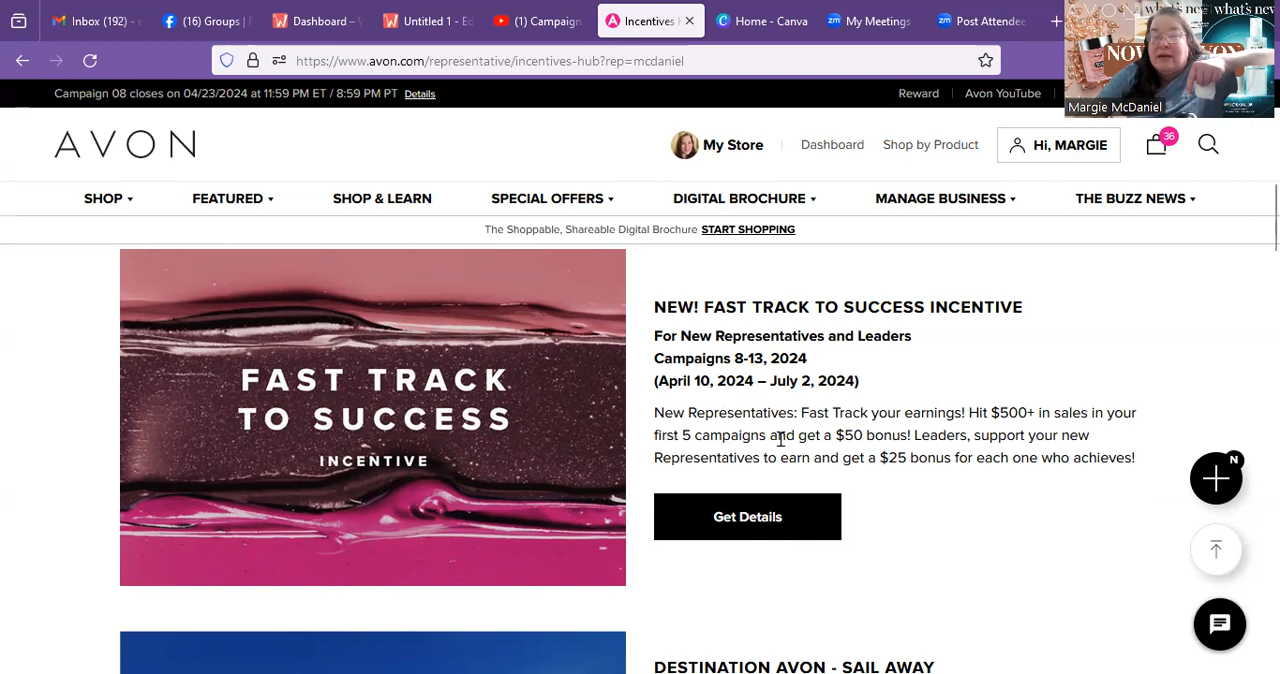 Inbox (192) -
(16) Groups |
Dashboard –
Untitled 1 - Ed
(1) Campaign
Incentives
Home - Canva
My Meetings
Post Attendee
https://www.avon.com/representative/incentives-hub?rep=mcdaniel
what's new
what's nev
NOW
Margie McDaniel
Campaign 08 closes on 04/23/2024 at 11:59 PM ET / 8:59 PM PT Details
Reward
Avon YouTube
AVON
My Store
Dashboard
Shop by Product
Hi, MARGIE
36
SHOP
FEATURED
SHOP & LEARN
SPECIAL OFFERS
DIGITAL BROCHURE
MANAGE BUSINESS
THE BUZZ NEWS
The Shoppable, Shareable Digital Brochure START SHOPPING
FAST TRACK
TO SUCCESS
INCENTIVE
NEW! FAST TRACK TO SUCCESS INCENTIVE
For New Representatives and Leaders
Campaigns 8-13, 2024
(April 10, 2024 – July 2, 2024)
New Representatives: Fast Track your earnings! Hit $500+ in sales in your
first 5 campaigns and get a $50 bonus! Leaders, support your new
Representatives to earn and get a $25 bonus for each one who achieves!
Get Details
N
DESTINATION AVON - SAIL AWAY